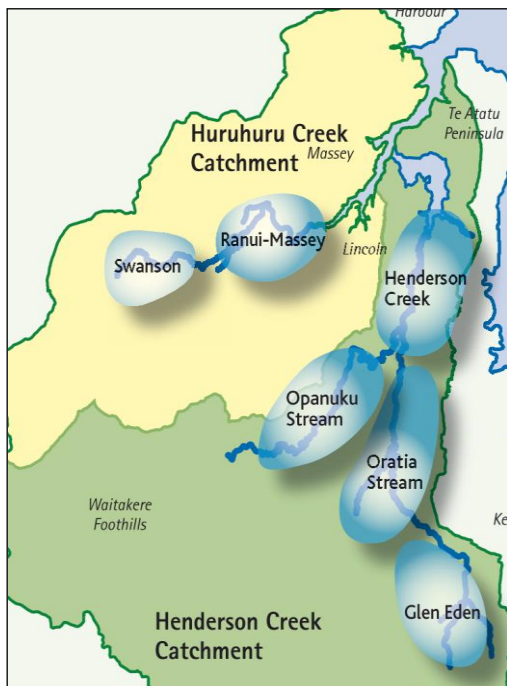 Harbour
Te Atatu
Peninsula
Huruhuru Creek
Catchment
Massey
Ranui-Massey
Lincoln
Swanson
Henderson
Creek
Opanuku
Stream
Oratia
Stream
Waitakere
Foothills
Ke
Glen Eden
Henderson Creek
Catchment